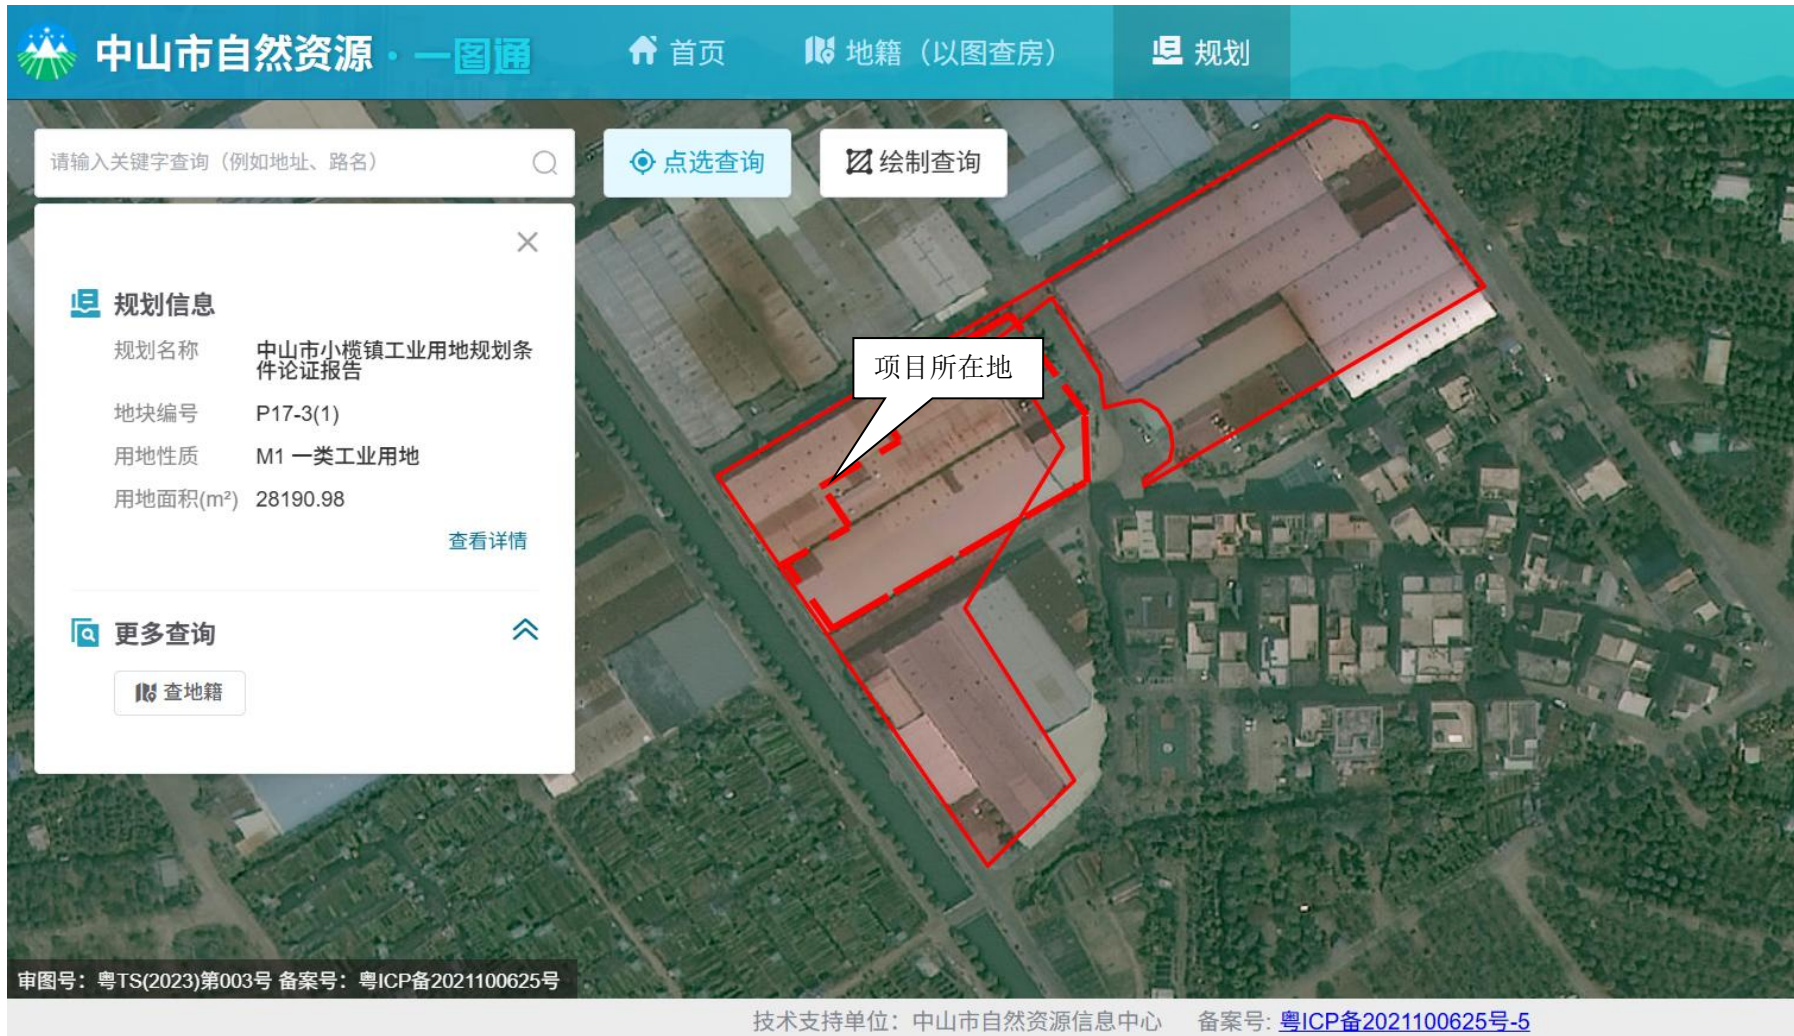 中山市自然资源·一图通
首页
地籍（以图查房）
规划
请输入关键字查询（例如地址、路名）
点选查询
绘制查询
规划信息
规划名称 中山市小榄镇工业用地规划条
件论证报告
地块编号 P17-3(1)
用地性质 M1 一类工业用地
用地面积(m²) 28190.98
查看详情
更多查询
查地籍
项目所在地
审图号：粤TS(2023)第003号 备案号：粤ICP备2021100625号
技术支持单位：中山市自然资源信息中心 备案号: 粤ICP备2021100625号-5